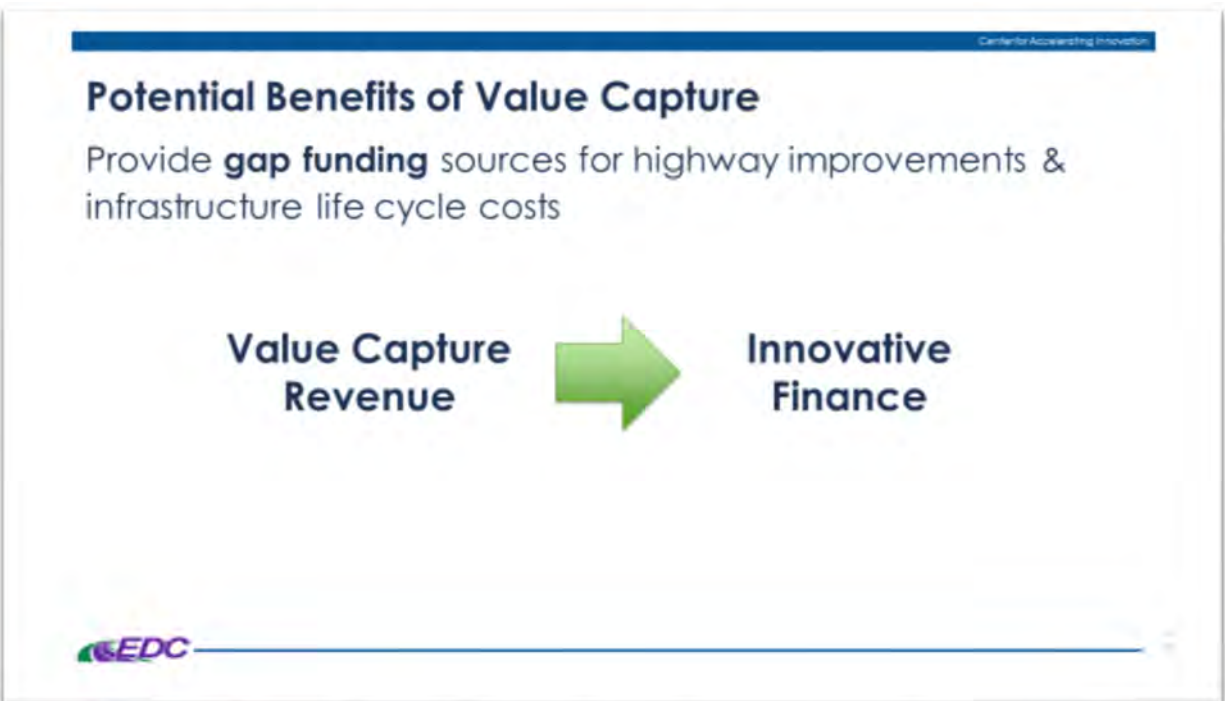 Center for Accelerating Innovation
Potential Benefits of Value Capture
Provide gap funding sources for highway improvements &
infrastructure life cycle costs
Value Capture
Revenue
Innovative
Finance
EDC